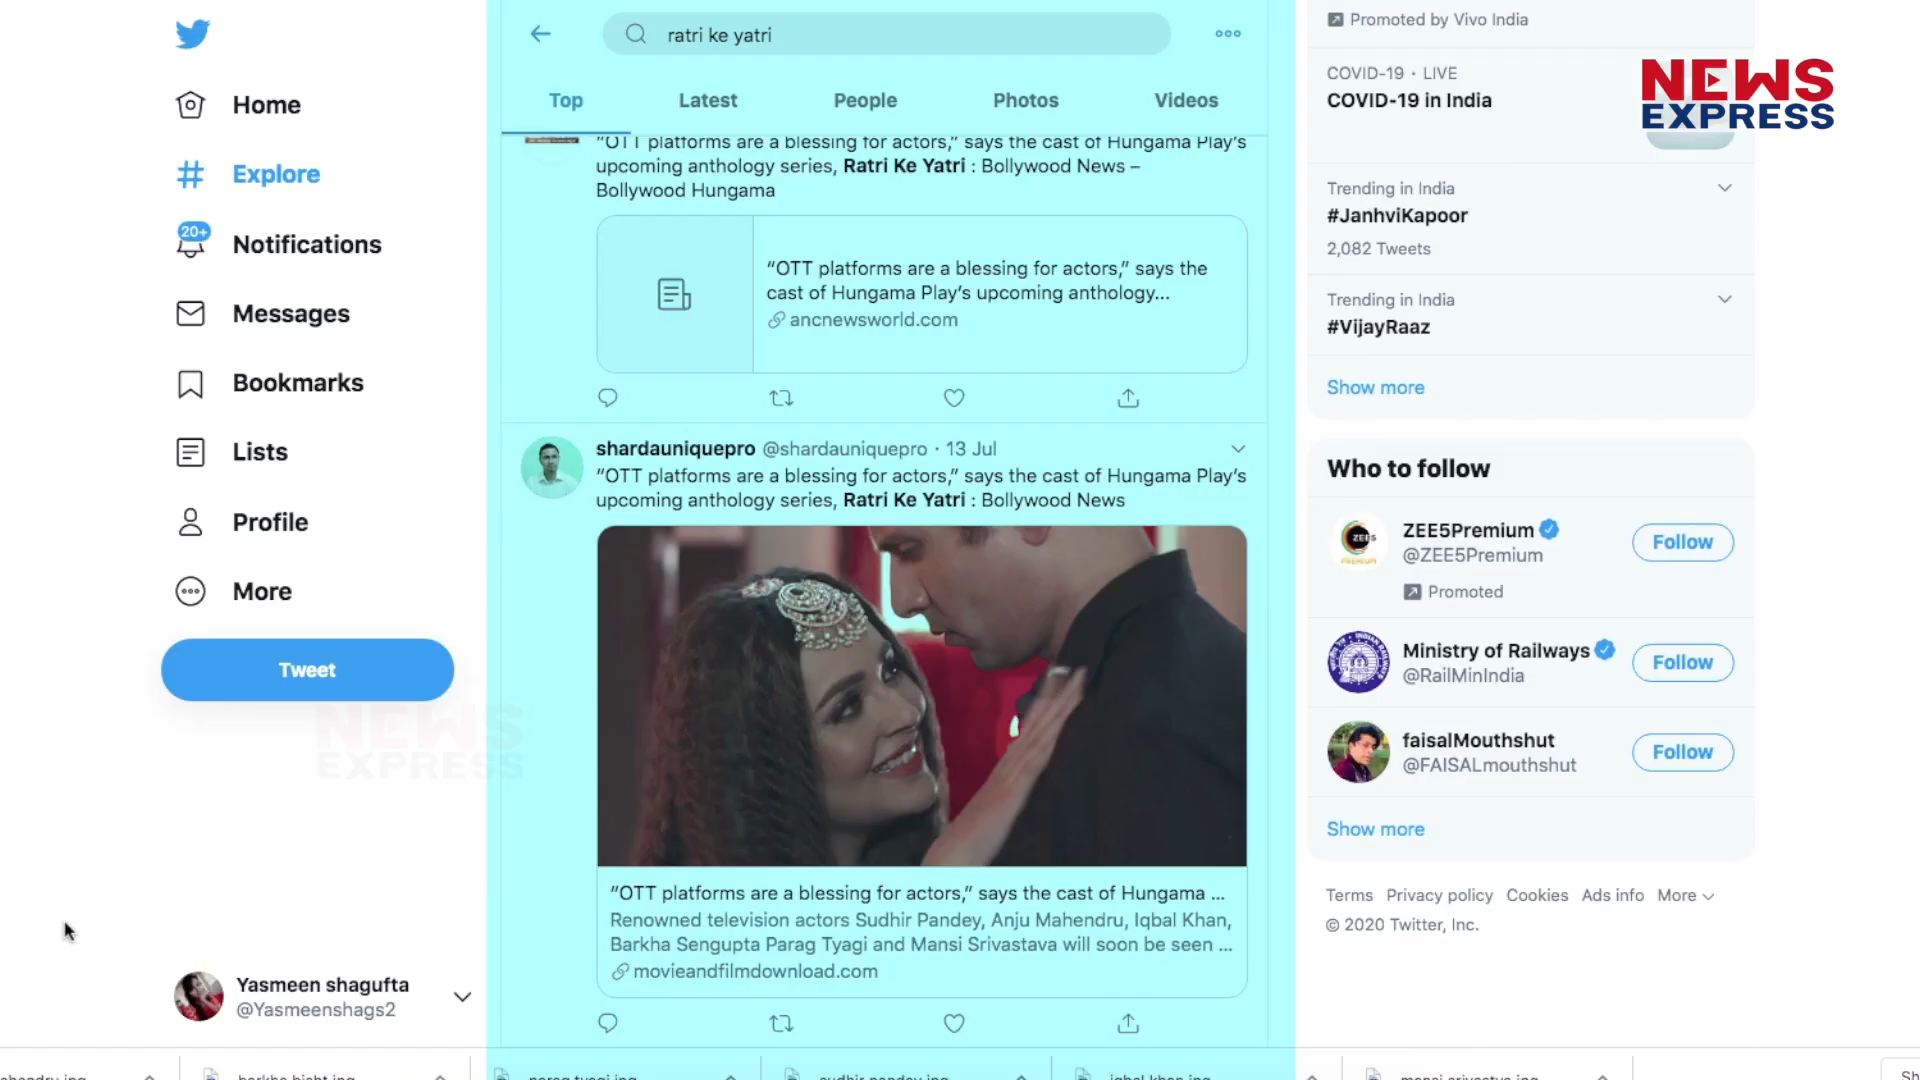 Home
Explore
20+
Notifications
Messages
Bookmarks
Lists
Profile
More
Tweet
NEWS
EXPRESS
Yasmeen shagufta
@Yasmeenshags2
ratri ke yatri
Top Latest People Photos Videos
“OTT platforms are a blessing for actors,” says the cast of Hungama Play’s
upcoming anthology series, Ratri Ke Yatri : Bollywood News –
Bollywood Hungama
“OTT platforms are a blessing for actors,” says the
cast of Hungama Play’s upcoming anthology...
ancnewsworld.com
shardauniquepro @shardauniquepro · 13 Jul
“OTT platforms are a blessing for actors,” says the cast of Hungama Play’s
upcoming anthology series, Ratri Ke Yatri : Bollywood News
“OTT platforms are a blessing for actors,” says the cast of Hungama ...
Renowned television actors Sudhir Pandey, Anju Mahendru, Iqbal Khan,
Barkha Sengupta Parag Tyagi and Mansi Srivastava will soon be seen ...
movieandfilmdownload.com
Promoted by Vivo India
COVID-19 · LIVE
COVID-19 in India
NEWS
EXPRESS
Trending in India
#JanhviKapoor
2,082 Tweets
Trending in India
#VijayRaaz
Show more
Who to follow
ZEE5Premium
@ZEE5Premium
Follow
Promoted
Ministry of Railways
@RailMinIndia
Follow
faisalMouthshut
@FAISALmouthshut
Follow
Show more
Terms Privacy policy Cookies Ads info More
© 2020 Twitter, Inc.